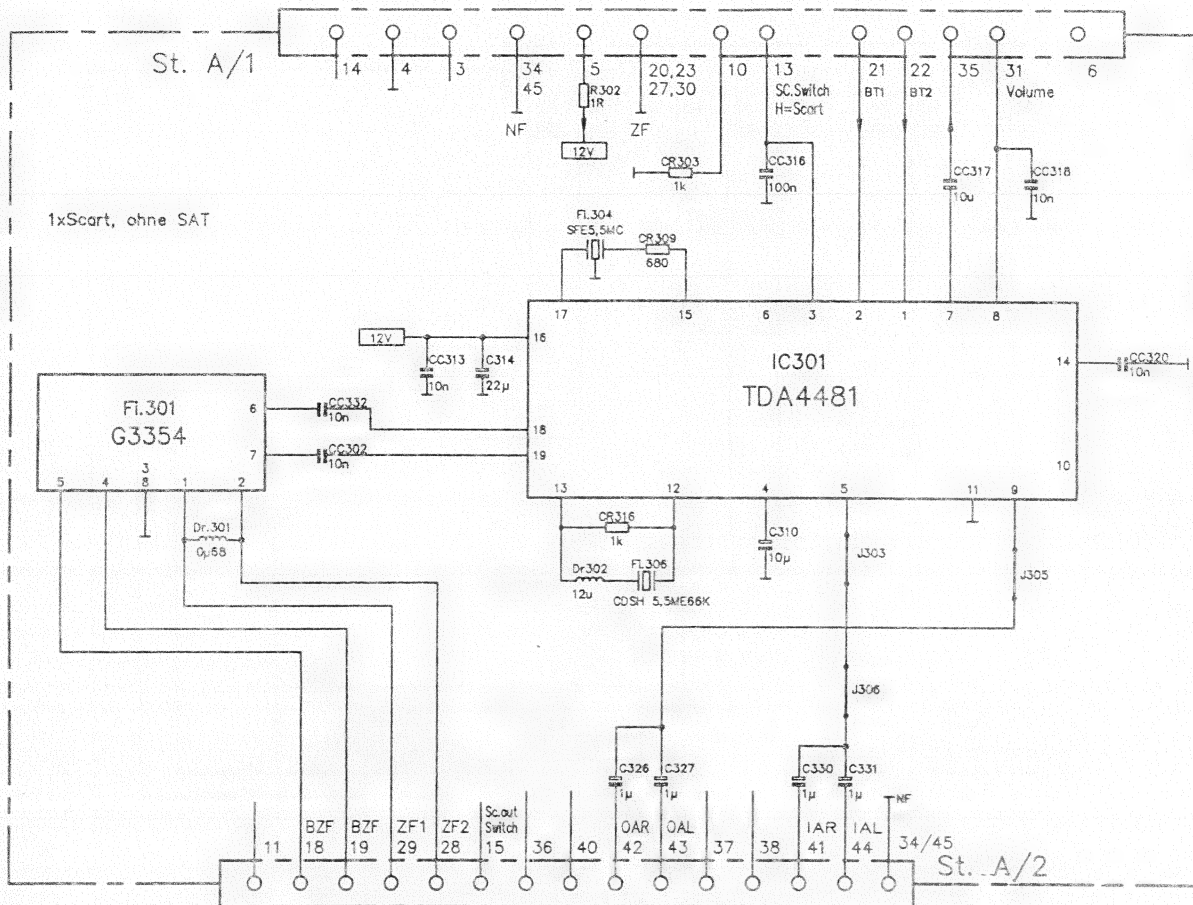 St. A/1
14
4
3
34
45
NF
5
R302
1R
12V
20,23
27,30
ZF
10
13
SC.Switch
H=Scart
21
BT1
22
BT2
35
31
Volume
6
CR303
1k
CC316
100n
CC317
10u
CC318
10n
1xScart, ohne SAT
FI.304
SFE5,5MC
CR309
680
17
15
6
3
2
1
7
8
12V
16
CC313
10n
C314
22µ
IC301
TDA4481
14
CC320
10n
FI.301
G3354
6
CC332
10n
18
7
CC302
10n
19
10
5
4
3
8
1
2
13
12
4
5
11
9
Dr.301
0µ68
CR316
1k
Dr302
12u
FI.306
CDSH 5,5ME66K
C310
10µ
J303
J305
J306
C326
1µ
C327
1µ
C330
1µ
C331
1µ
NF
11
BZF
18
BZF
19
ZF1
29
ZF2
28
Sc.out
Switch
15
36
40
OAR
42
OAL
43
37
38
IAR
41
IAL
44
34/45
St. A/2